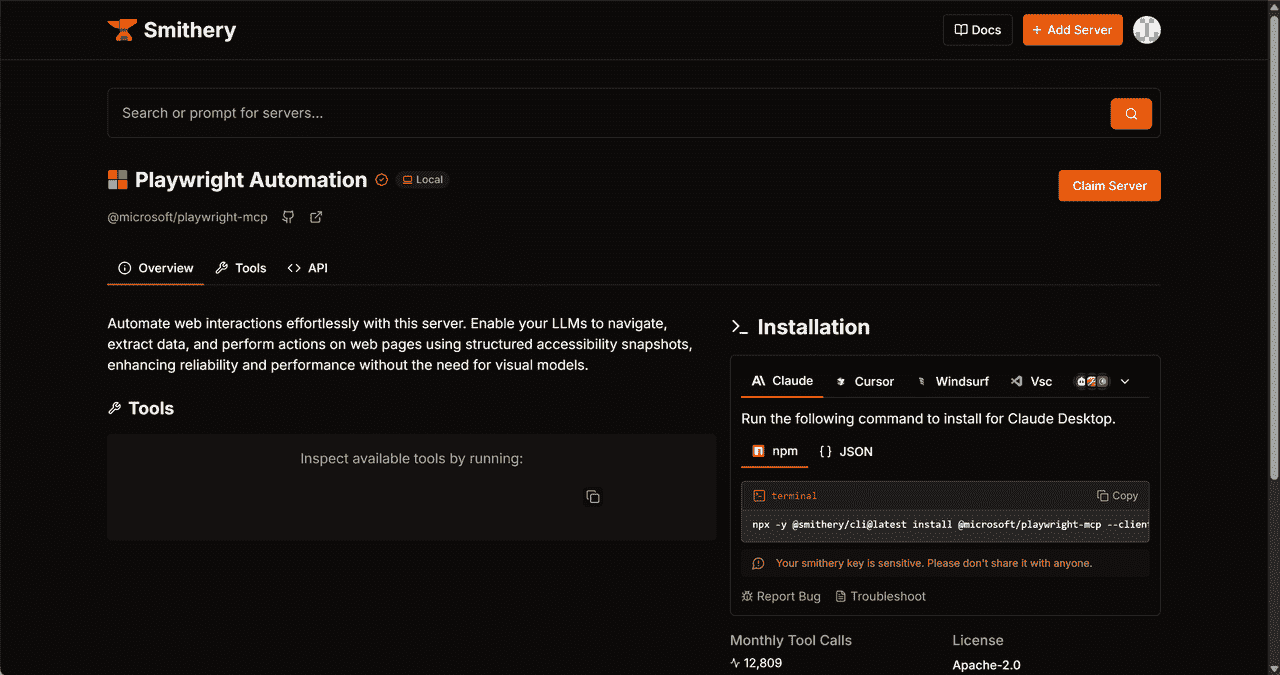 Smithery
Docs
+ Add Server
Search or prompt for servers...
Playwright Automation
Local
@microsoft/playwright-mcp
Claim Server
Overview
Tools
API
Automate web interactions effortlessly with this server. Enable your LLMs to navigate,
extract data, and perform actions on web pages using structured accessibility snapshots,
enhancing reliability and performance without the need for visual models.
Tools
Inspect available tools by running:
Installation
Claude
Cursor
Windsurf
Vsc
Run the following command to install for Claude Desktop.
npm
{ } JSON
terminal
Copy
npx -y @smithery/cli@latest install @microsoft/playwright-mcp --client
Your smithery key is sensitive. Please don't share it with anyone.
Report Bug
Troubleshoot
Monthly Tool Calls
12,809
License
Apache-2.0